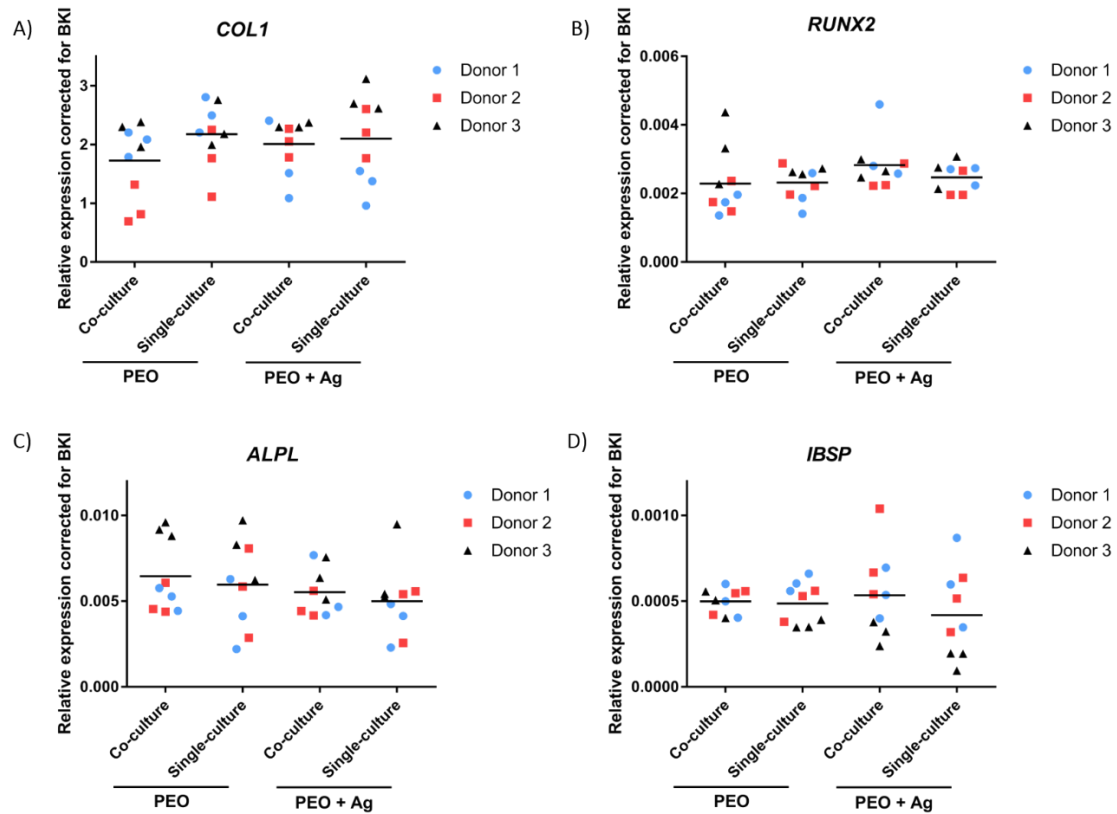 A)
COL1
Relative expression corrected for BKI
3
2
1
0
Donor 1
Donor 2
Donor 3
Co-culture
Single-culture
Co-culture
Single-culture
PEO
PEO + Ag
B)
RUNX2
Relative expression corrected for BKI
0.006
0.004
0.002
0.000
Donor 1
Donor 2
Donor 3
Co-culture
Single-culture
Co-culture
Single-culture
PEO
PEO + Ag
C)
ALPL
Relative expression corrected for BKI
0.010
0.005
0.000
Donor 1
Donor 2
Donor 3
Co-culture
Single-culture
Co-culture
Single-culture
PEO
PEO + Ag
D)
IBSP
Relative expression corrected for BKI
0.0010
0.0005
0.0000
Donor 1
Donor 2
Donor 3
Co-culture
Single-culture
Co-culture
Single-culture
PEO
PEO + Ag